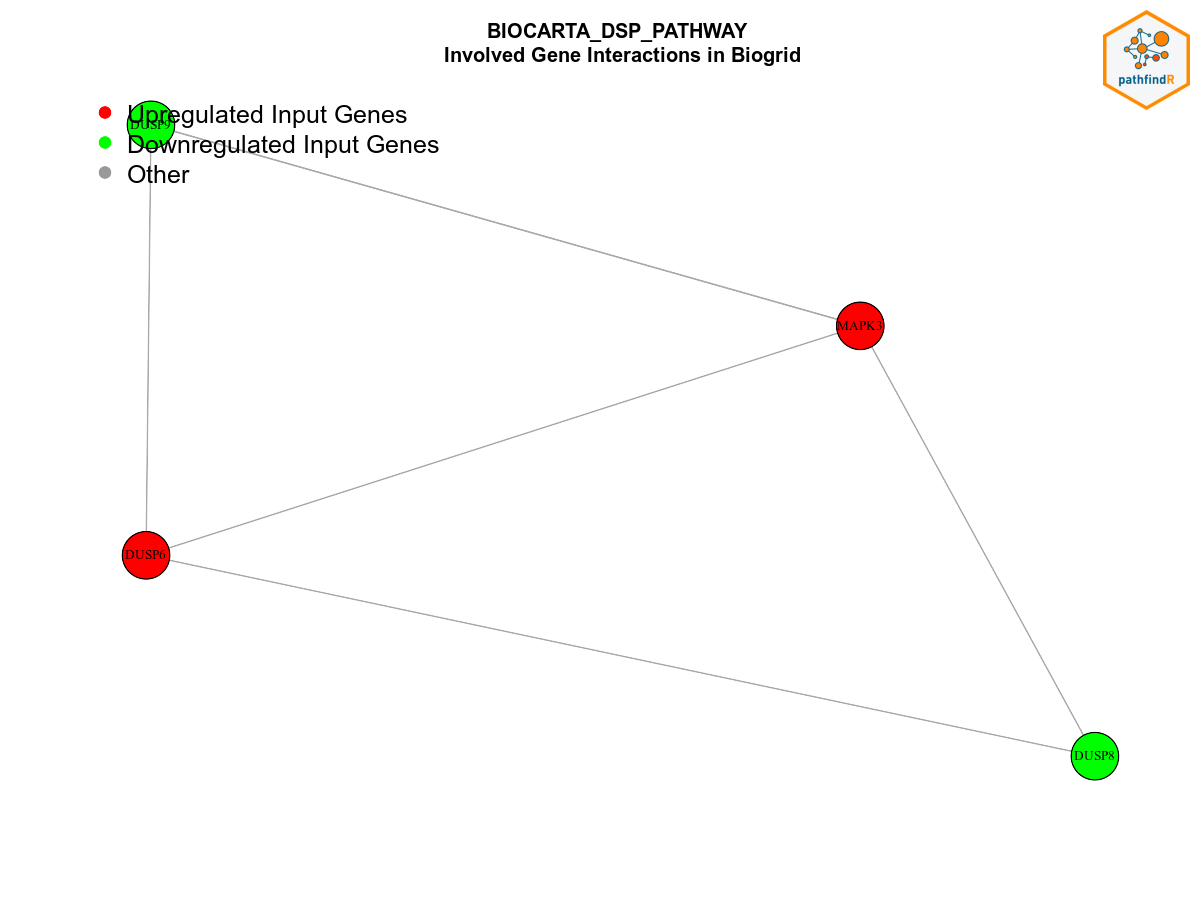 BIOCARTA_DSP_PATHWAY
Involved Gene Interactions in Biogrid
pathfindR
Upregulated Input Genes
DUSP9
Downregulated Input Genes
Other
MAPK3
DUSP6
DUSP8